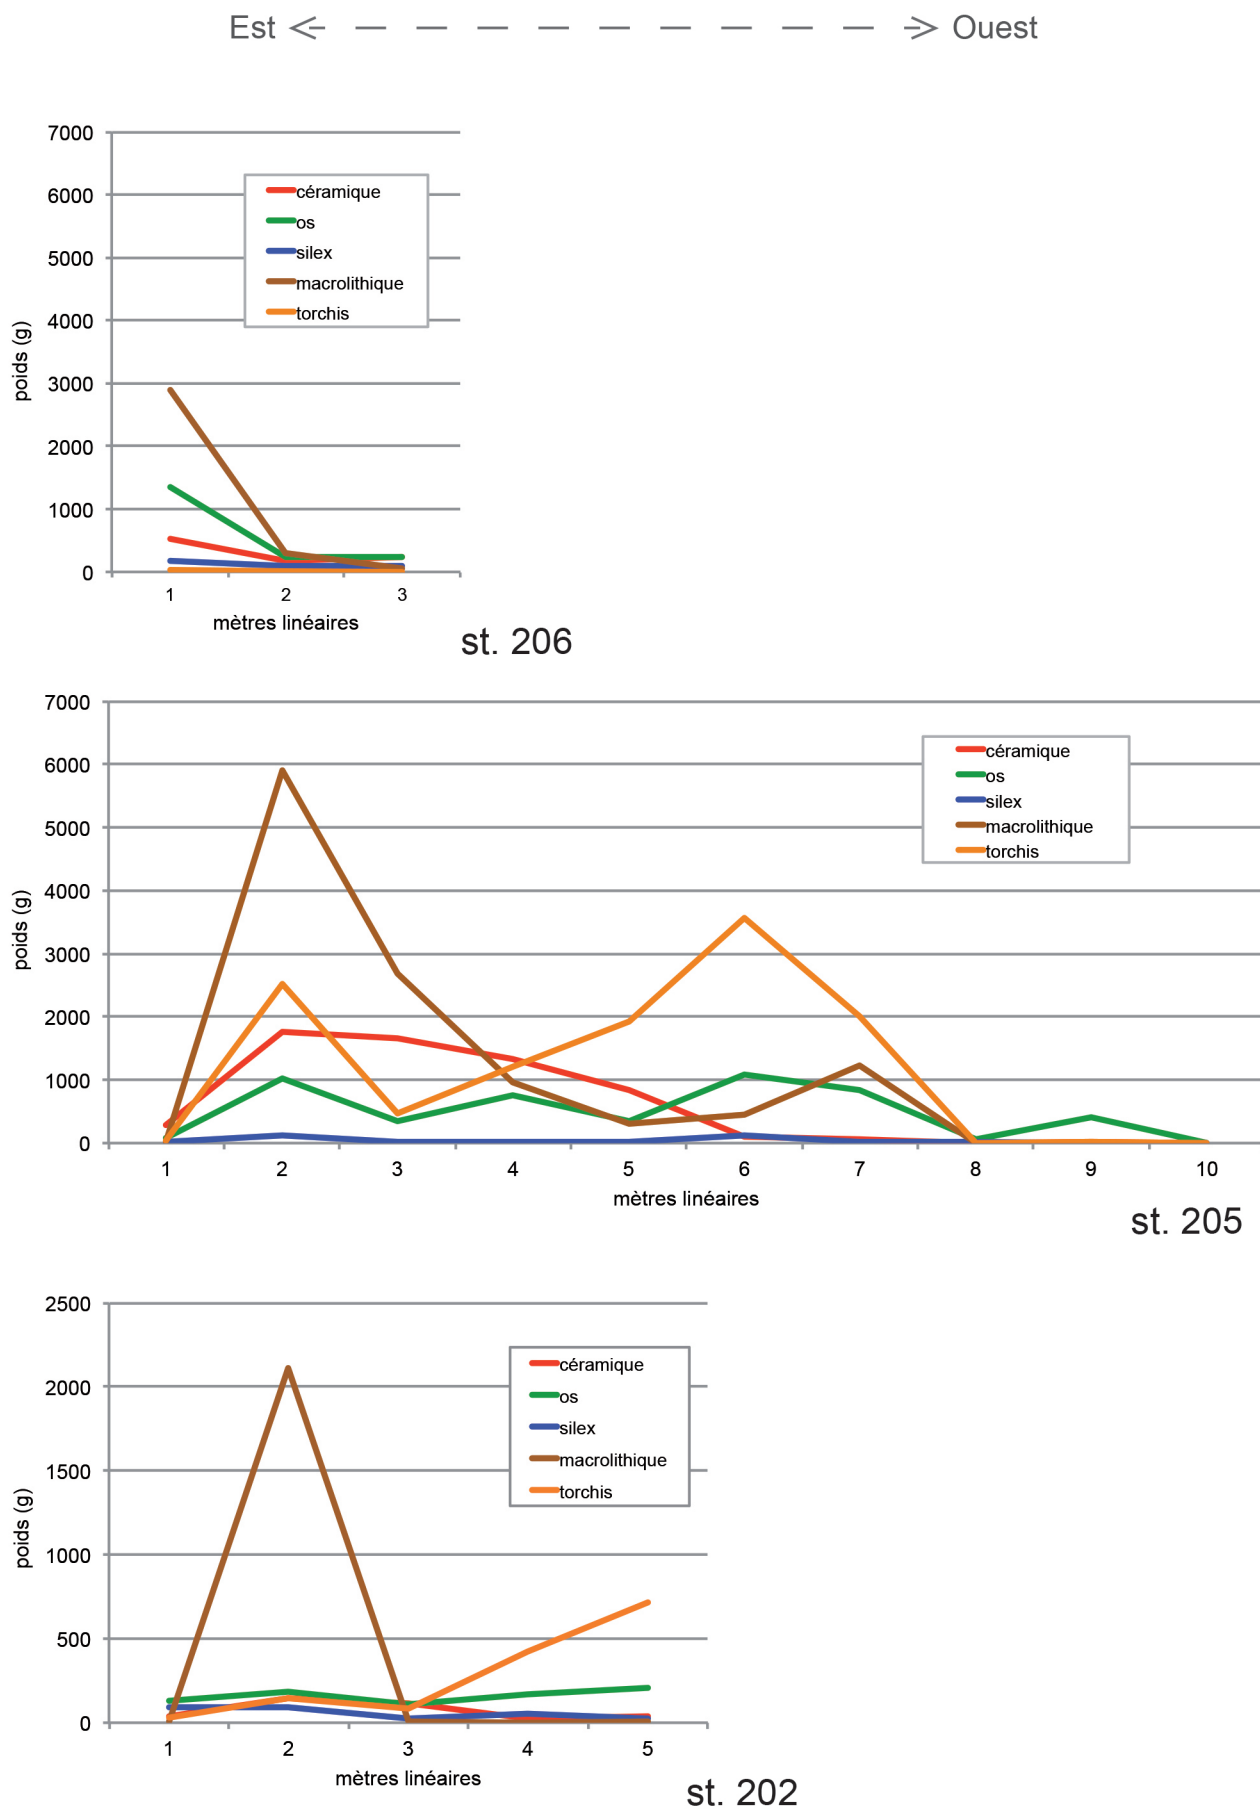 Est Ouest
7000
6000
5000
4000
3000
2000
1000
0
poids (g)
céramique
os
silex
macrolithique
torchis
1 2 3
mètres linéaires
st. 206
7000
6000
5000
4000
3000
2000
1000
0
poids (g)
céramique
os
silex
macrolithique
torchis
1 2 3 4 5 6 7 8 9 10
mètres linéaires
st. 205
2500
2000
1500
1000
500
0
poids (g)
céramique
os
silex
macrolithique
torchis
1 2 3 4 5
mètres linéaires
st. 202